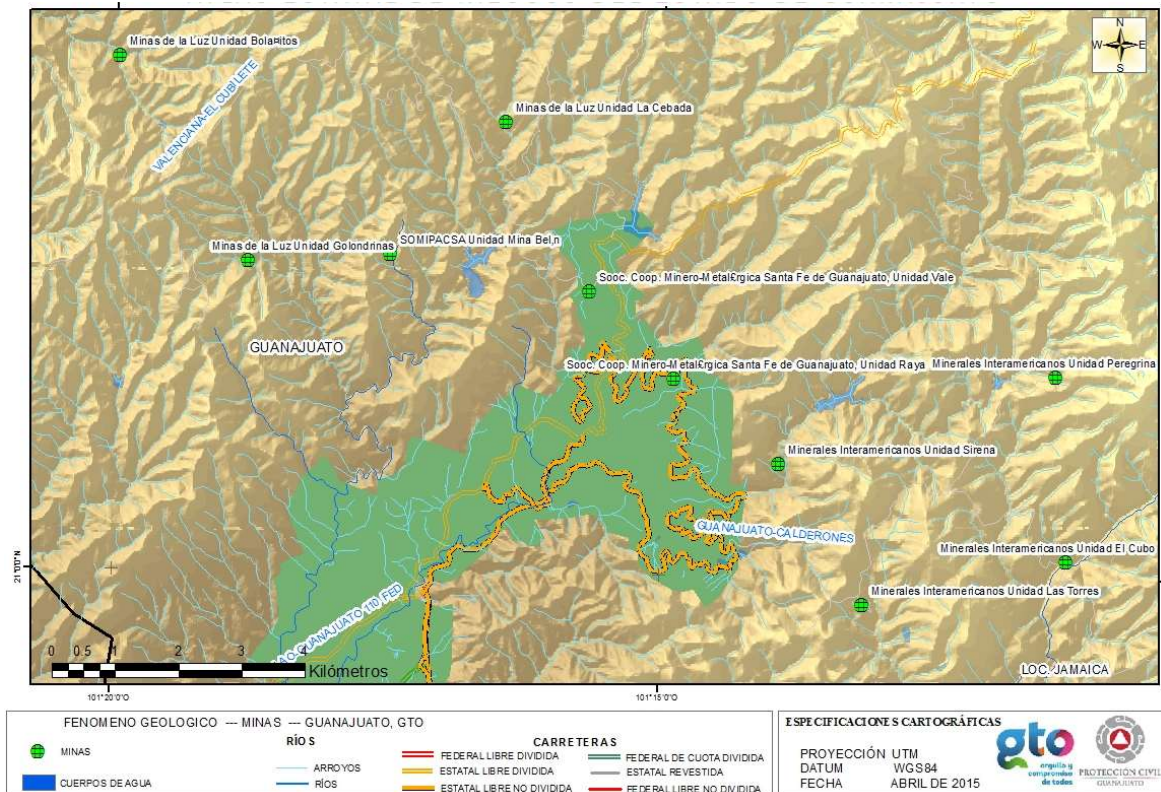 N
W
E
S
Minas de la Luz Unidad Bola¤itos
VALENCIANA-EL CUBILETE
Minas de la Luz Unidad La Cebada
Minas de la Luz Unidad Golondrinas
SOMIPACSA Unidad Mina Bel‚n
Sooc. Coop. Minero-Metal£rgica Santa Fe de Guanajuato, Unidad Vale
GUANAJUATO
Sooc. Coop. Minero-Metal£rgica Santa Fe de Guanajuato, Unidad Raya
Minerales Interamericanos Unidad Peregrina
Minerales Interamericanos Unidad Sirena
GUANAJUATO-CALDERONES
Minerales Interamericanos Unidad El Cubo
Minerales Interamericanos Unidad Las Torres
GUANAJUATO 110 FED
LOC. JAMAICA
21°0'0"N
0 0.5 1 2 3 4
Kilómetros
101°20'0"O
101°15'0"O
FENOMENO GEOLOGICO --- MINAS --- GUANAJUATO, GTO
MINAS
CUERPOS DE AGUA
RÍOS
ARROYOS
RÍOS
CARRETERAS
FEDERAL LIBRE DIVIDIDA
ESTATAL LIBRE DIVIDIDA
ESTATAL LIBRE NO DIVIDIDA
FEDERAL DE CUOTA DIVIDIDA
ESTATAL REVESTIDA
FEDERAL LIBRE NO DIVIDIDA
ESPECIFICACIONES CARTOGRÁFICAS
PROYECCIÓN UTM
DATUM WGS84
FECHA ABRIL DE 2015
gto
orgullo y
compromiso
de todos
PROTECCIÓN CIVIL
GUANAJUATO